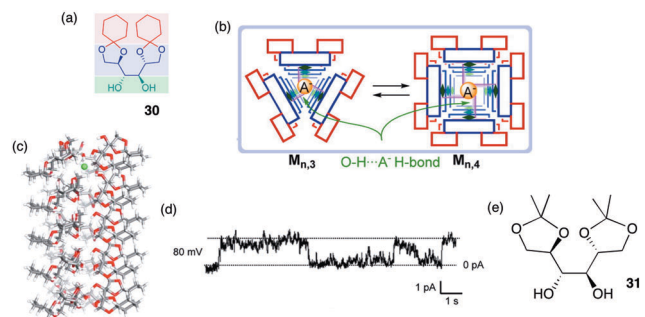 (a)
O
O
O
O
HO
OH
30
(b)
A-
A-
Mn,3
O-H···A- H-bond
Mn,4
(c)
(d)
80 mV
0 pA
1 pA
1 s
(e)
O
O
O
O
HO
OH
31